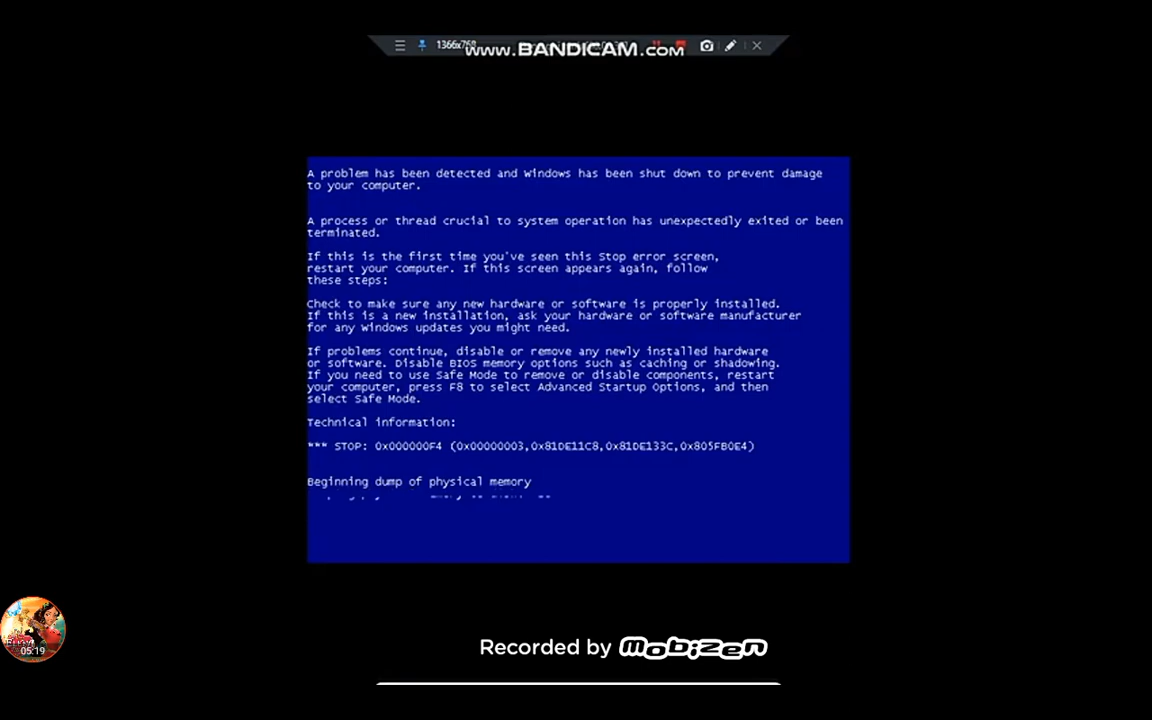 1366x768
www.BANDICAM.COM
A problem has been detected and Windows has been shut down to prevent damage
to your computer.
A process or thread crucial to system operation has unexpectedly exited or been
terminated.
If this is the first time you've seen this Stop error screen,
restart your computer. If this screen appears again, follow
these steps:
Check to make sure any new hardware or software is properly installed.
If this is a new installation, ask your hardware or software manufacturer
for any Windows updates you might need.
If problems continue, disable or remove any newly installed hardware
or software. Disable BIOS memory options such as caching or shadowing.
If you need to use Safe Mode to remove or disable components, restart
your computer, press F8 to select Advanced Startup Options, and then
select Safe Mode.
Technical information:
*** STOP: 0x000000F4 (0x00000003,0x81DE11C8,0x81DE133C,0x805FB0E4)
Beginning dump of physical memory
05:19
Recorded by mobizen